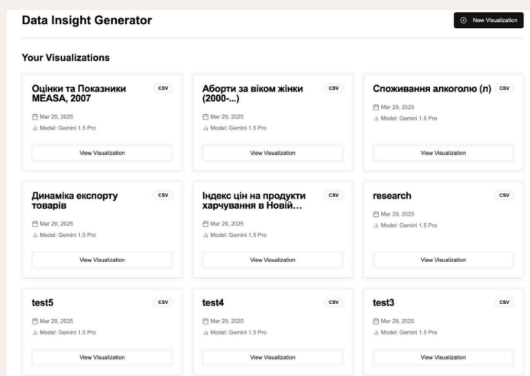 Data Insight Generator
New Visualization
Your Visualizations
Оцінки та Показники
MEASA, 2007
CSV
Mar 29, 2025
Model: Gemini 1.5 Pro
View Visualization
Аборти за віком жінки
(2000-...)
CSV
Mar 29, 2025
Model: Gemini 1.5 Pro
View Visualization
Споживання алкоголю (л)
CSV
Mar 29, 2025
Model: Gemini 1.5 Pro
View Visualization
Динаміка експорту
товарів
CSV
Mar 29, 2025
Model: Gemini 1.5 Pro
View Visualization
Індекс цін на продукти
харчування в Новій...
CSV
Mar 29, 2025
Model: Gemini 1.5 Pro
View Visualization
research
CSV
Mar 29, 2025
Model: Gemini 1.5 Pro
View Visualization
test5
CSV
Mar 29, 2025
Model: Gemini 1.5 Pro
View Visualization
test4
CSV
Mar 29, 2025
Model: Gemini 1.5 Pro
View Visualization
test3
CSV
Mar 29, 2025
Model: Gemini 1.5 Pro
View Visualization